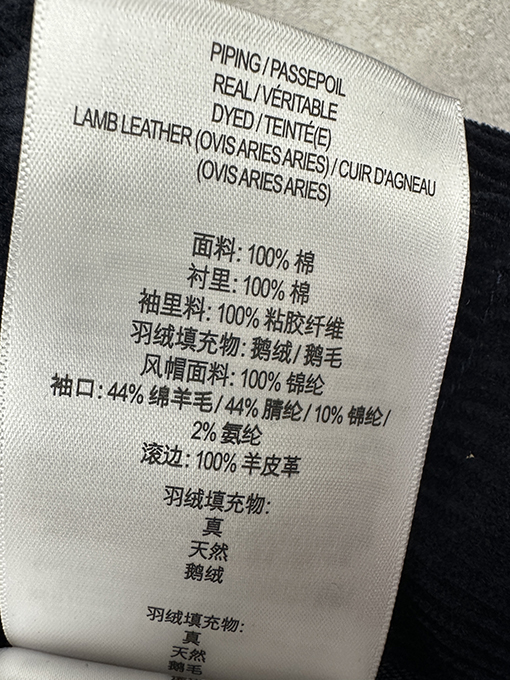 PIPING / PASSEPOIL
REAL / VÉRITABLE
DYED / TEINTÉ(E)
LAMB LEATHER (OVIS ARIES ARIES) / CUIR D'AGNEAU
(OVIS ARIES ARIES)
面料: 100% 棉
衬里: 100% 棉
袖里料: 100% 粘胶纤维
羽绒填充物: 鹅绒 / 鹅毛
风帽面料: 100% 锦纶
袖口: 44% 绵羊毛 / 44% 腈纶 / 10% 锦纶 /
2% 氨纶
滚边: 100% 羊皮革
羽绒填充物:
真
天然
鹅绒
羽绒填充物:
真
天然
鹅毛